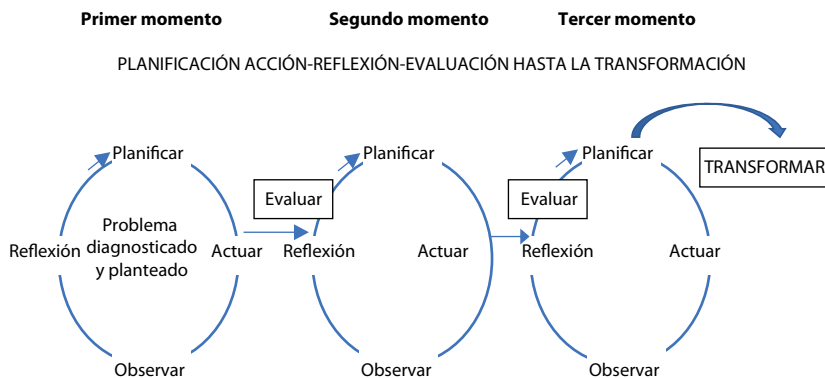 Primer momento
Segundo momento
Tercer momento
PLANIFICACIÓN ACCIÓN-REFLEXIÓN-EVALUACIÓN HASTA LA TRANSFORMACIÓN
Planificar
Problema
diagnosticado
y planteado
Reflexión
Actuar
Observar
Evaluar
Planificar
Reflexión
Actuar
Observar
Evaluar
Planificar
Reflexión
Actuar
Observar
TRANSFORMAR